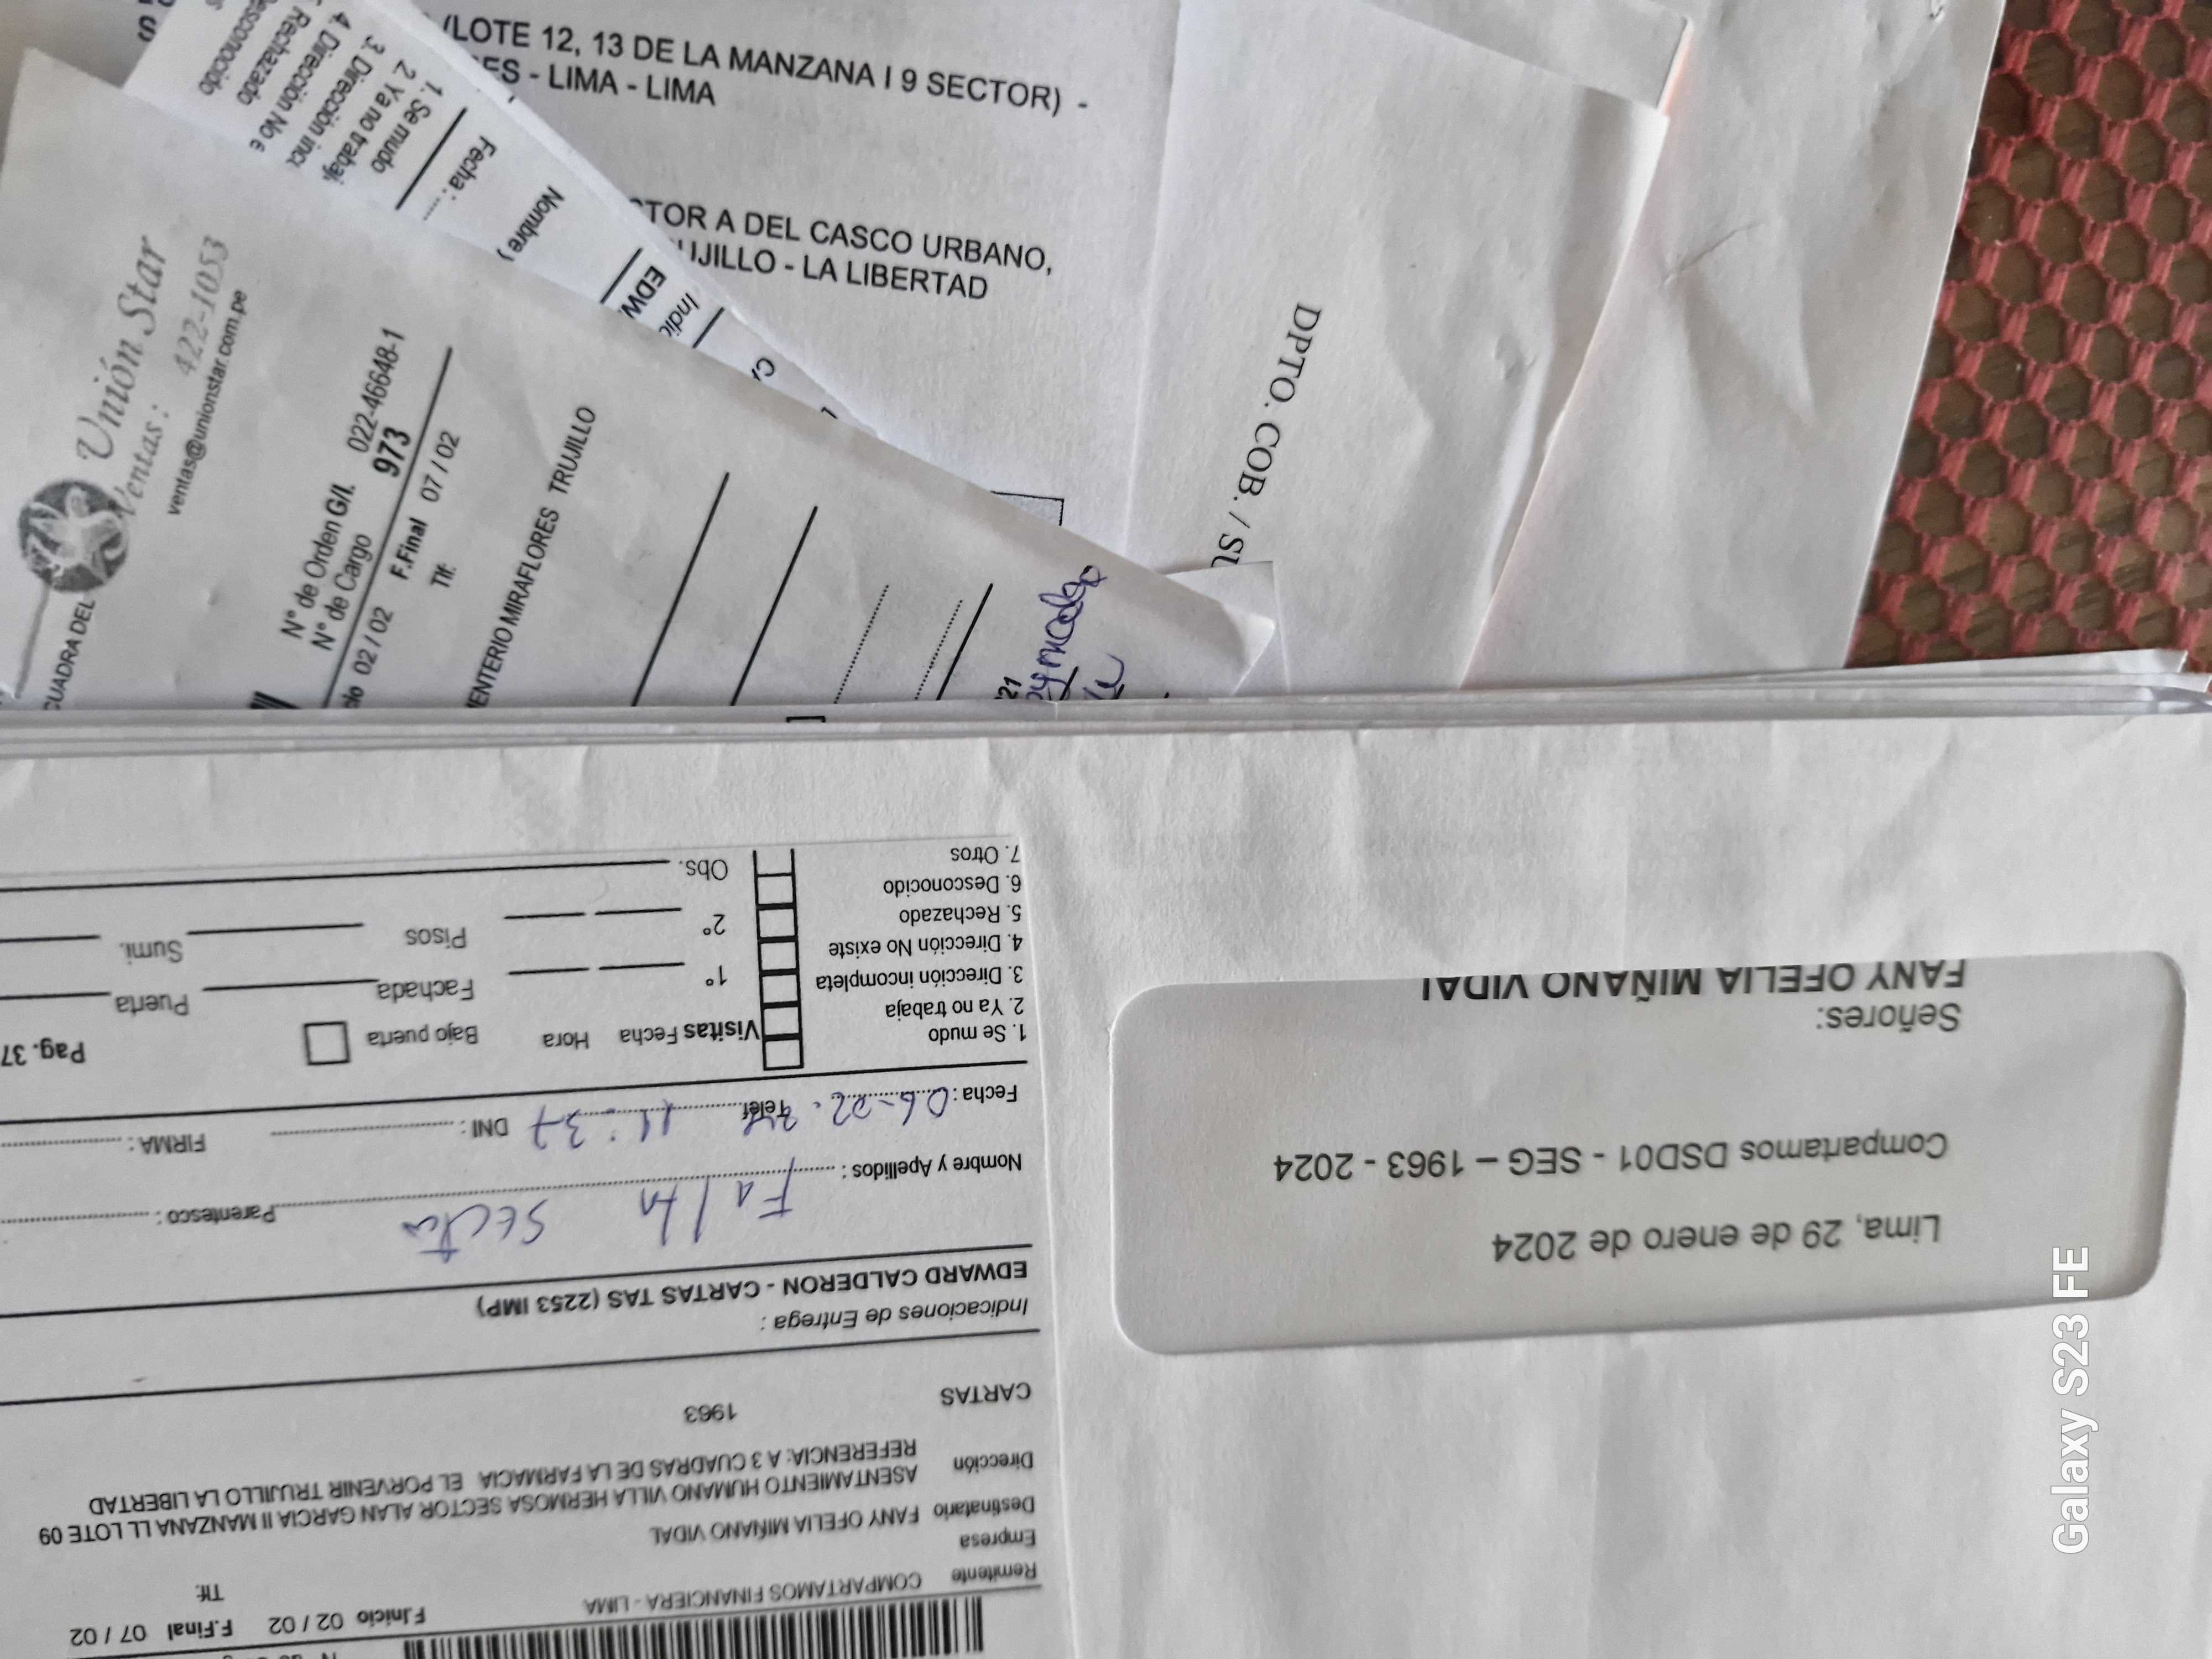 (LOTE 12, 13 DE LA MANZANA I 9 SECTOR) -
- LIMA - LIMA
A DEL CASCO URBANO,
- LA LIBERTAD
1. Se mudo
2. Ya no trabaj
3. Dirección inc
4. Dirección No e
Rechazado
Fecha :
Nombre y
DPTO. COB. /
Unión Star
Ventas : 422-1053
ventas@unionstar.com.pe
N° de Orden G/I. 022-46648-1
N° de Cargo 973
02 / 02 F.Final 07 / 02
Tlf:
MIRAFLORES TRUJILLO
CUADRA DEL
Lima, 29 de enero de 2024
Compartamos DSD01 - SEG – 1963 - 2024
Señores:
FANY OFELIA MIÑANO VIDAL
F.Inicio 02 / 02 F.Final 07 / 02
Tlf:
Remitente COMPARTAMOS FINANCIERA - LIMA
Empresa
Destinatario FANY OFELIA MIÑANO VIDAL
Dirección ASENTAMIENTO HUMANO VILLA HERMOSA SECTOR ALAN GARCIA II MANZANA LL LOTE 09
REFERENCIA: A 3 CUADRAS DE LA FARMACIA EL PORVENIR TRUJILLO LA LIBERTAD
CARTAS 1963
Indicaciones de Entrega :
EDWARD CALDERON - CARTAS TAS (2253 IMP)
Falta Secto
Nombre y Apellidos : Parentesco :
06-02-24 11:37
Fecha : Telef. DNI : FIRMA :
1. Se mudo
2. Ya no trabaja
3. Dirección incompleta
4. Dirección No existe
5. Rechazado
6. Desconocido
7. Otros
Visitas Fecha Hora Bajo puerta Pag. 37
1° Fachada Puerta
2° Pisos Sumi.
Obs.
Galaxy S23 FE